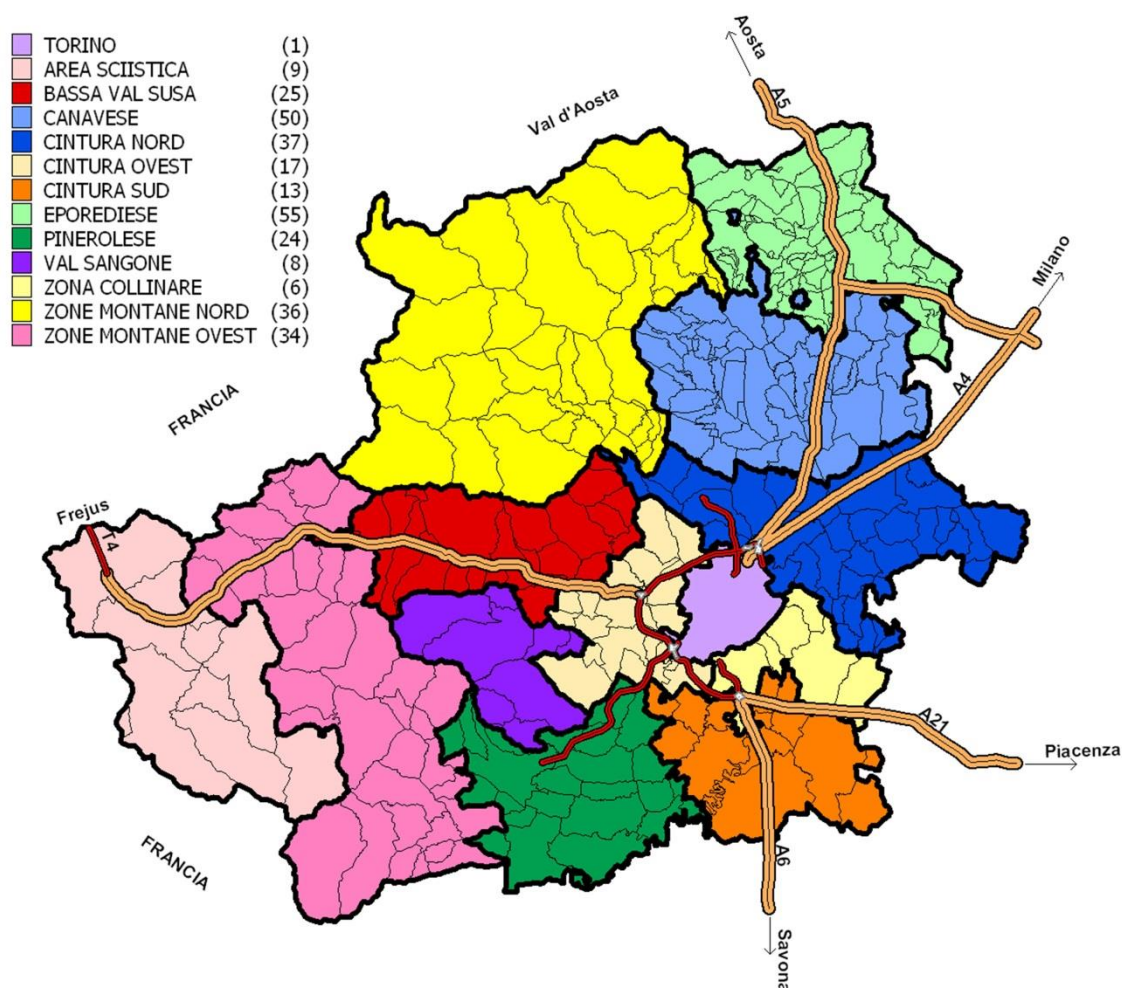 TORINO (1)
AREA SCIISTICA (9)
BASSA VAL SUSA (25)
CANAVESE (50)
CINTURA NORD (37)
CINTURA OVEST (17)
CINTURA SUD (13)
EPOREDIESE (55)
PINEROLESE (24)
VAL SANGONE (8)
ZONA COLLINARE (6)
ZONE MONTANE NORD (36)
ZONE MONTANE OVEST (34)
Aosta
A5
Val d'Aosta
Milano
A4
FRANCIA
Frejus
T4
A21
Piacenza
A6
FRANCIA
Savona